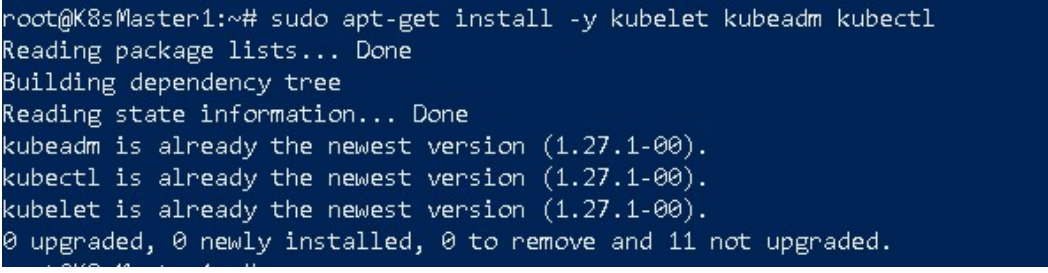 root@K8sMaster1:~# sudo apt-get install -y kubelet kubeadm kubectl
Reading package lists... Done
Building dependency tree
Reading state information... Done
kubeadm is already the newest version (1.27.1-00).
kubectl is already the newest version (1.27.1-00).
kubelet is already the newest version (1.27.1-00).
0 upgraded, 0 newly installed, 0 to remove and 11 not upgraded.